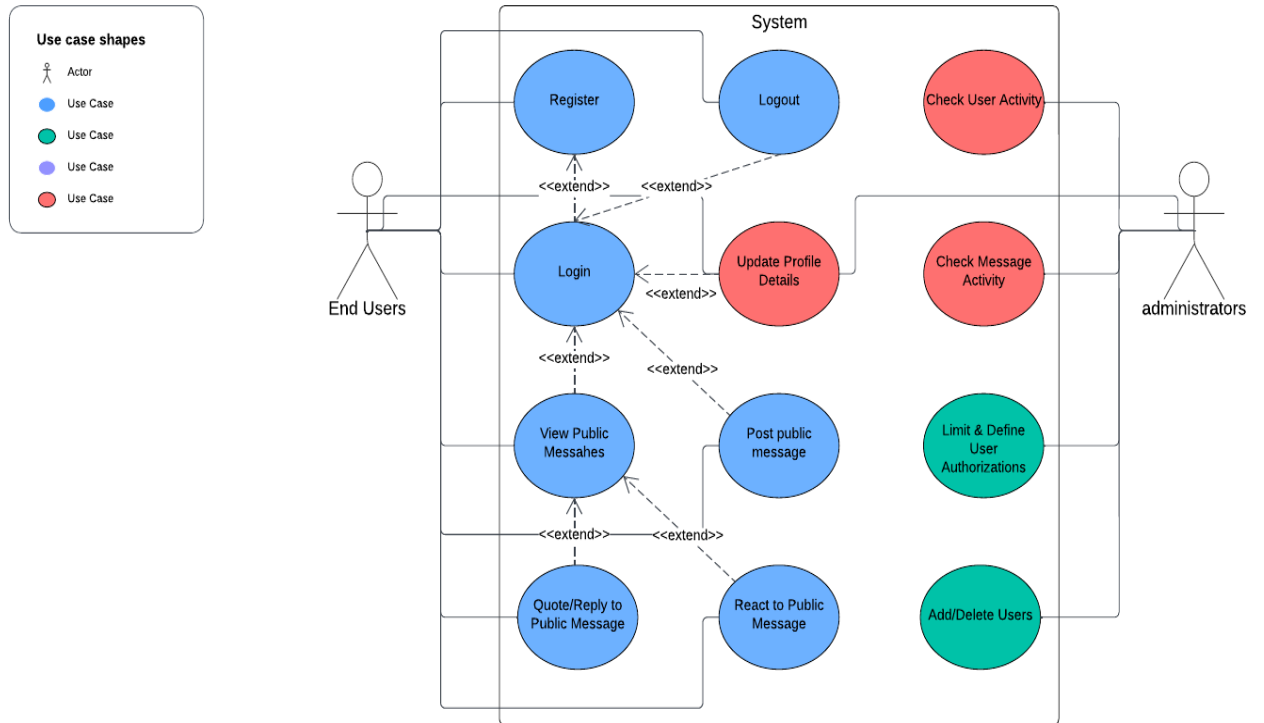 Use case shapes
Actor
Use Case
Use Case
Use Case
Use Case
System
Register
Logout
Check User Activity
<<extend>>
<<extend>>
Login
Update Profile
Details
Check Message
Activity
<<extend>>
End Users
administrators
<<extend>>
<<extend>>
View Public
Messahes
Post public
message
Limit & Define
User
Authorizations
<<extend>>
<<extend>>
Quote/Reply to
Public Message
React to Public
Message
Add/Delete Users